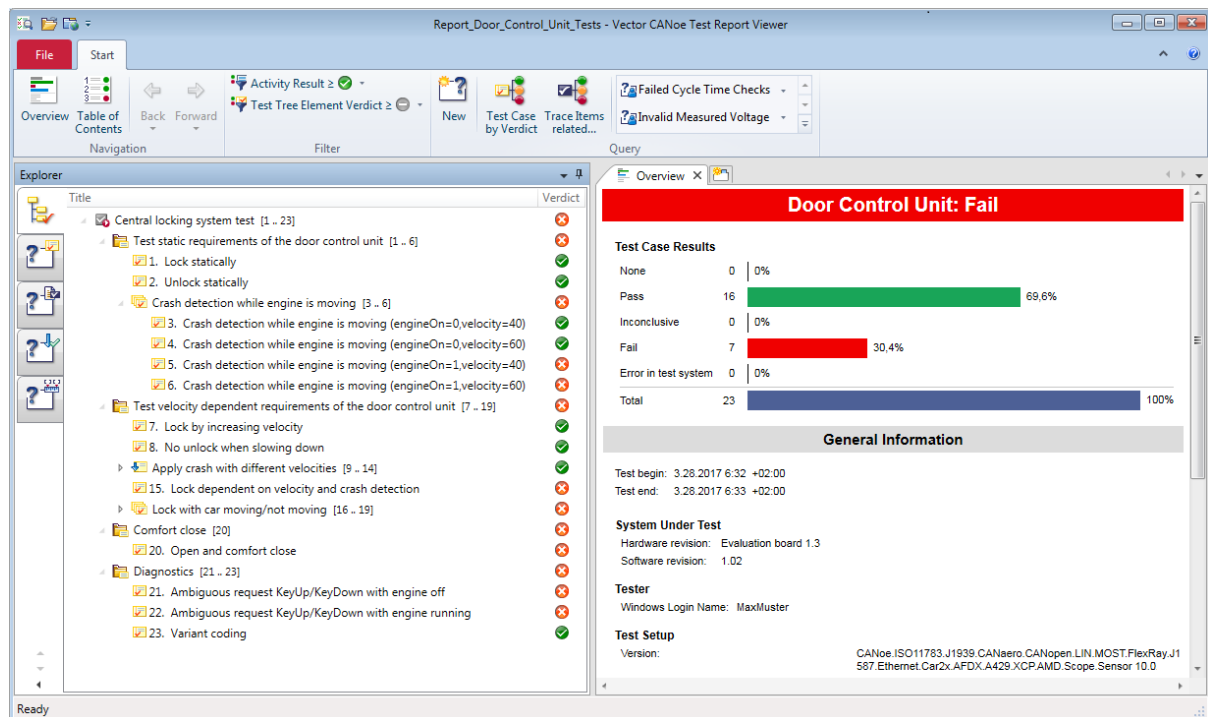 Report_Door_Control_Unit_Tests - Vector CANoe Test Report Viewer
File
Start
Overview
Table of Contents
Back
Forward
Navigation
Activity Result ≥
Test Tree Element Verdict ≥
Filter
New
Test Case by Verdict
Trace Items related...
Failed Cycle Time Checks
Invalid Measured Voltage
Query
Explorer
Title Verdict
Central locking system test [1 .. 23]
Test static requirements of the door control unit [1 .. 6]
1. Lock statically
2. Unlock statically
Crash detection while engine is moving [3 .. 6]
3. Crash detection while engine is moving (engineOn=0,velocity=40)
4. Crash detection while engine is moving (engineOn=0,velocity=60)
5. Crash detection while engine is moving (engineOn=1,velocity=40)
6. Crash detection while engine is moving (engineOn=1,velocity=60)
Test velocity dependent requirements of the door control unit [7 .. 19]
7. Lock by increasing velocity
8. No unlock when slowing down
Apply crash with different velocities [9 .. 14]
15. Lock dependent on velocity and crash detection
Lock with car moving/not moving [16 .. 19]
Comfort close [20]
20. Open and comfort close
Diagnostics [21 .. 23]
21. Ambiguous request KeyUp/KeyDown with engine off
22. Ambiguous request KeyUp/KeyDown with engine running
23. Variant coding
Overview
Door Control Unit: Fail
Test Case Results
None 0 0%
Pass 16 69,6%
Inconclusive 0 0%
Fail 7 30,4%
Error in test system 0 0%
Total 23 100%
General Information
Test begin: 3.28.2017 6:32 +02:00
Test end: 3.28.2017 6:33 +02:00
System Under Test
Hardware revision: Evaluation board 1.3
Software revision: 1.02
Tester
Windows Login Name: MaxMuster
Test Setup
Version: CANoe.ISO11783.J1939.CANaero.CANopen.LIN.MOST.FlexRay.J1
587.Ethernet.Car2x.AFDX.A429.XCP.AMD.Scope.Sensor 10.0
Ready